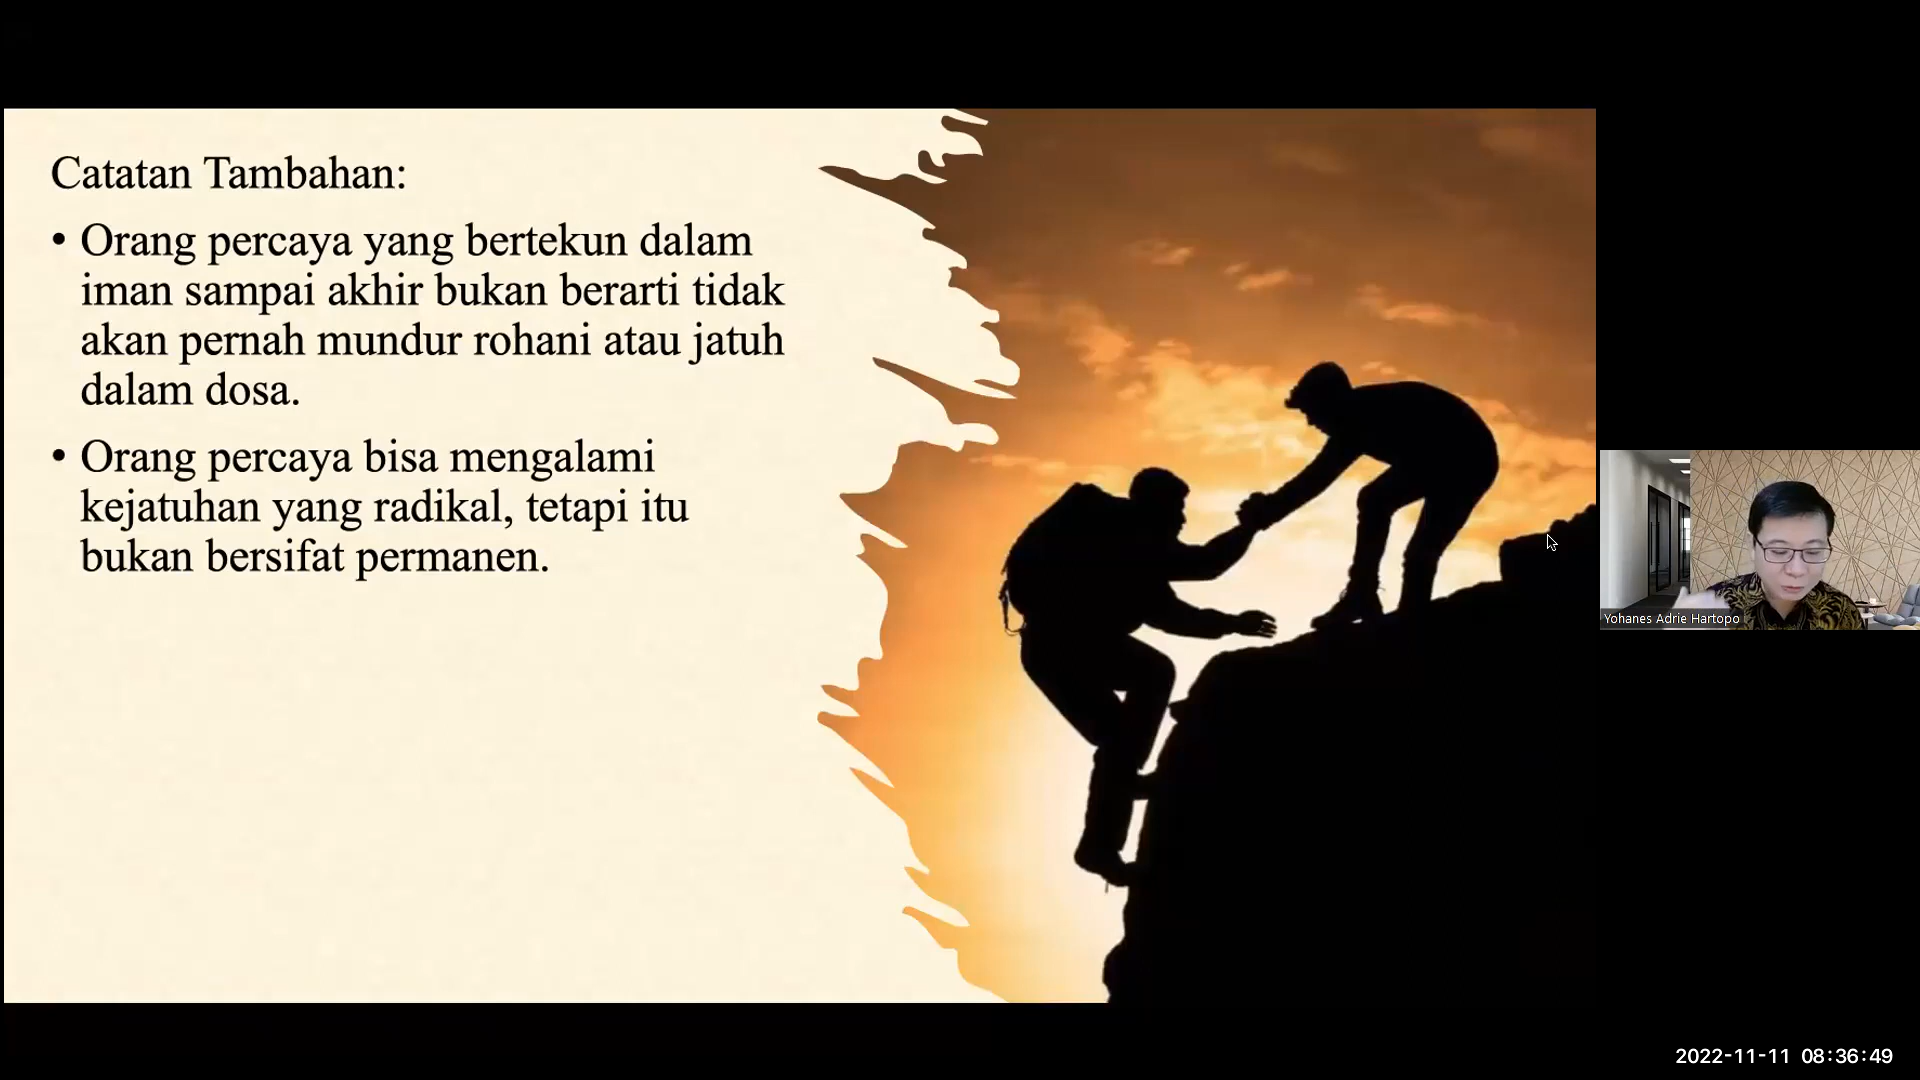 Catatan Tambahan:
• Orang percaya yang bertekun dalam
iman sampai akhir bukan berarti tidak
akan pernah mundur rohani atau jatuh
dalam dosa.
• Orang percaya bisa mengalami
kejatuhan yang radikal, tetapi itu
bukan bersifat permanen.
Yohanes Adrie Hartopo
2022-11-11 08:36:49